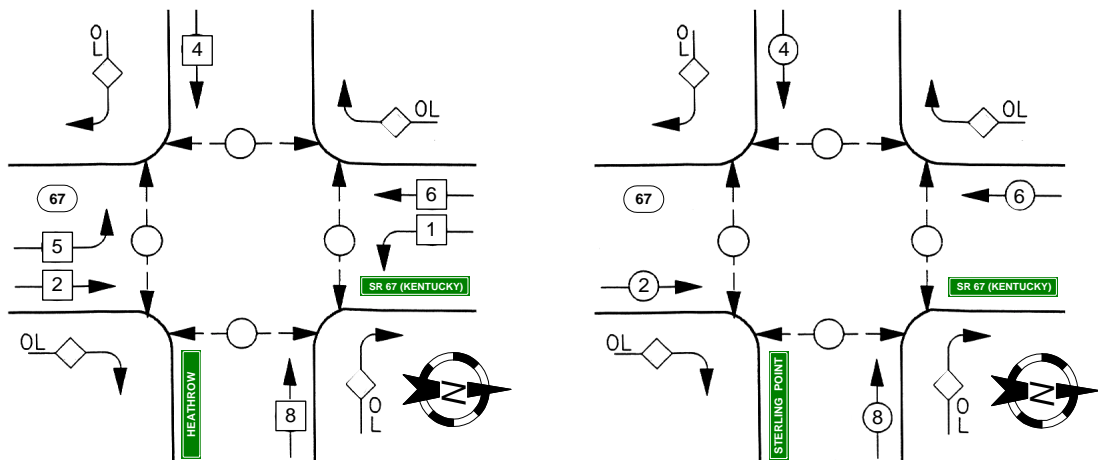 OL
4
OL
67
6
5
1
2
SR 67 (KENTUCKY)
OL
HEATHROW
8
OL
N
OL
4
OL
67
6
2
SR 67 (KENTUCKY)
OL
STERLING POINT
8
OL
N